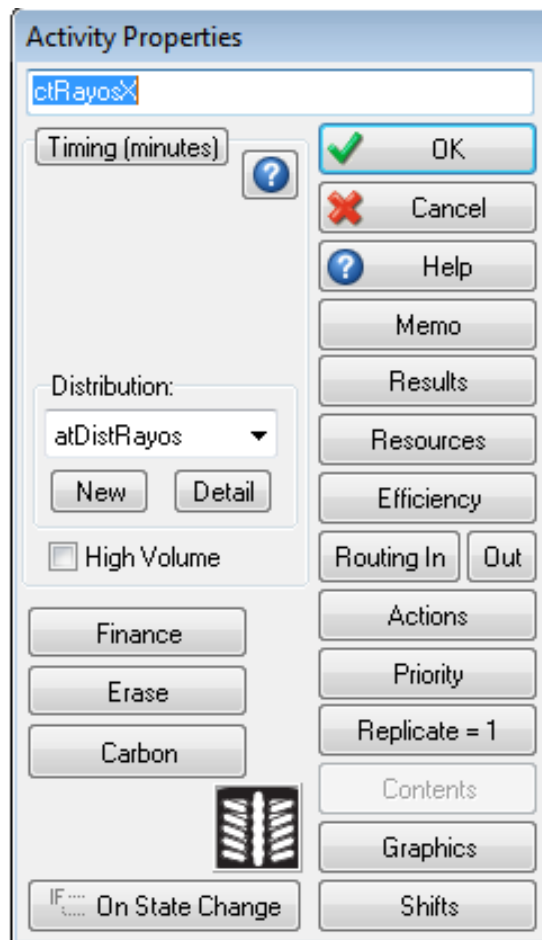 Activity Properties
ctRayosX
Timing (minutes)
OK
Cancel
Help
Memo
Results
Distribution:
atDistRayos
Resources
New
Detail
Efficiency
High Volume
Routing In
Out
Finance
Actions
Erase
Priority
Carbon
Replicate = 1
Contents
Graphics
IF
On State Change
Shifts